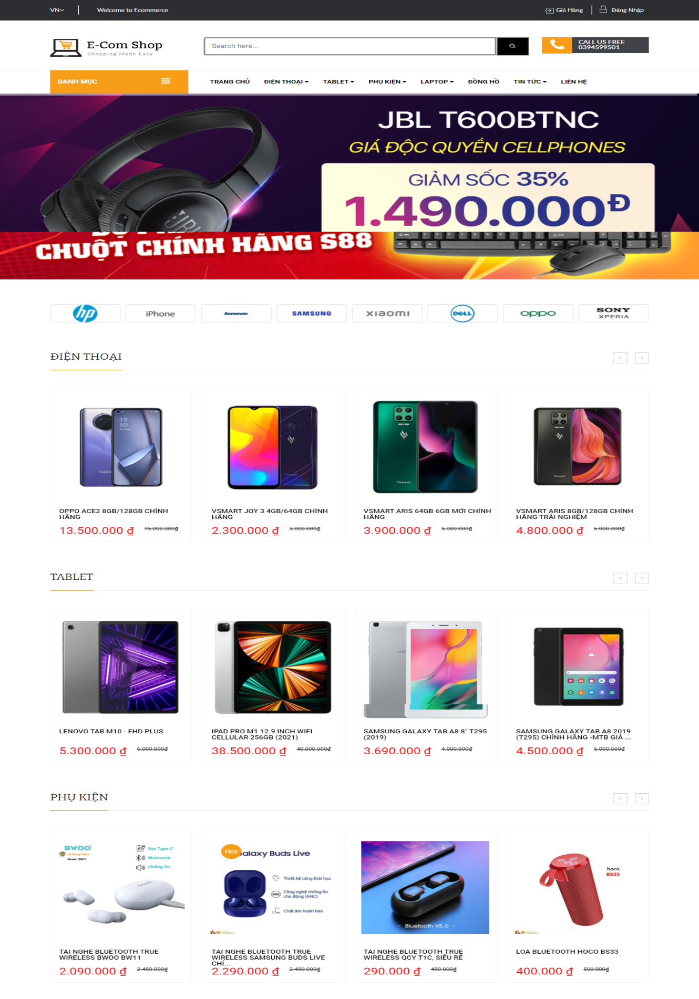 VN
Welcome to Ecommerce
Giỏ Hàng
Đăng Nhập
E-Com Shop
Shopping Made Easy
Search here...
CALL US FREE
0394599501
DANH MỤC
TRANG CHỦ
ĐIỆN THOẠI
TABLET
PHỤ KIỆN
LAPTOP
ĐỒNG HỒ
TIN TỨC
LIÊN HỆ
JBL T600BTNC
GIÁ ĐỘC QUYỀN CELLPHONES
GIẢM SỐC 35%
1.490.000Đ
JBL
CHUỘT CHÍNH HÃNG S88
hp
iPhone
lenovo
SAMSUNG
xiaomi
DELL
oppo
SONY
XPERIA
ĐIỆN THOẠI
< >
19
30
oppo
VSMART
VSMART
VSMART
OPPO ACE2 8GB/128GB CHÍNH
HÃNG
13.500.000 ₫ 15.000.000₫
VSMART JOY 3 4GB/64GB CHÍNH
HÃNG
2.300.000 ₫ 3.000.000₫
VSMART ARIS 64GB 6GB MỚI CHÍNH
HÃNG
3.900.000 ₫ 5.000.000₫
VSMART ARIS 8GB/128GB CHÍNH
HÃNG TRẢI NGHIỆM
4.800.000 ₫ 6.000.000₫
TABLET
< >
31°
LENOVO TAB M10 - FHD PLUS
5.300.000 ₫ 6.000.000₫
IPAD PRO M1 12.9 INCH WIFI
CELLULAR 256GB (2021)
38.500.000 ₫ 40.000.000₫
SAMSUNG GALAXY TAB A8 8" T295
(2019)
3.690.000 ₫ 4.000.000₫
SAMSUNG GALAXY TAB A8 2019
(T295) CHÍNH HÃNG -MTB GIÁ ...
4.500.000 ₫ 6.000.000₫
PHỤ KIỆN
< >
BWOO
18 Tháng 1 đổi 1
Model: BW11
Sạc Type C
Bluetooth
Chống ồn
Hot
alaxy Buds Live
Thiết kế công thái học
ANC
Công nghệ chống ồn
chủ động (ANC)
Chất âm hoàn hảo
× Bluetooth V5.0 ×
hoco.
BS33
TAI NGHE BLUETOOTH TRUE
WIRELESS BWOO BW11
2.090.000 ₫ 2.450.000₫
TAI NGHE BLUETOOTH TRUE
WIRELESS SAMSUNG BUDS LIVE
CHÍ...
2.290.000 ₫ 2.450.000₫
TAI NGHE BLUETOOTH TRUE
WIRELESS QCY T1C, SIÊU RẺ
290.000 ₫ 450.000₫
LOA BLUETOOTH HOCO BS33
400.000 ₫ 500.000₫